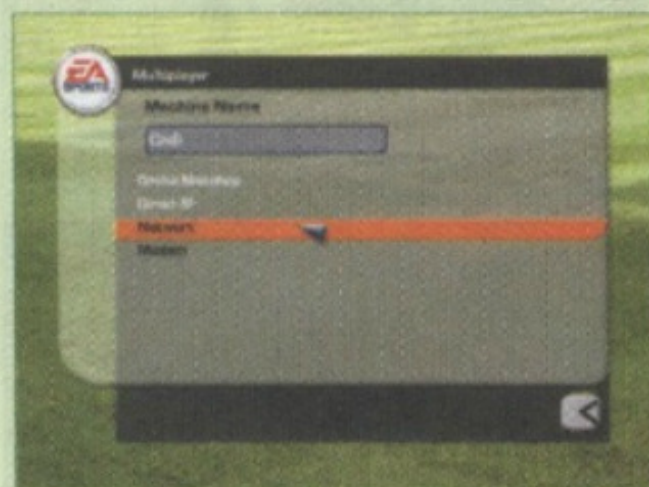 EA
SPORTS
Multiplayer
Machine Name
Direct IP
Network
Modem